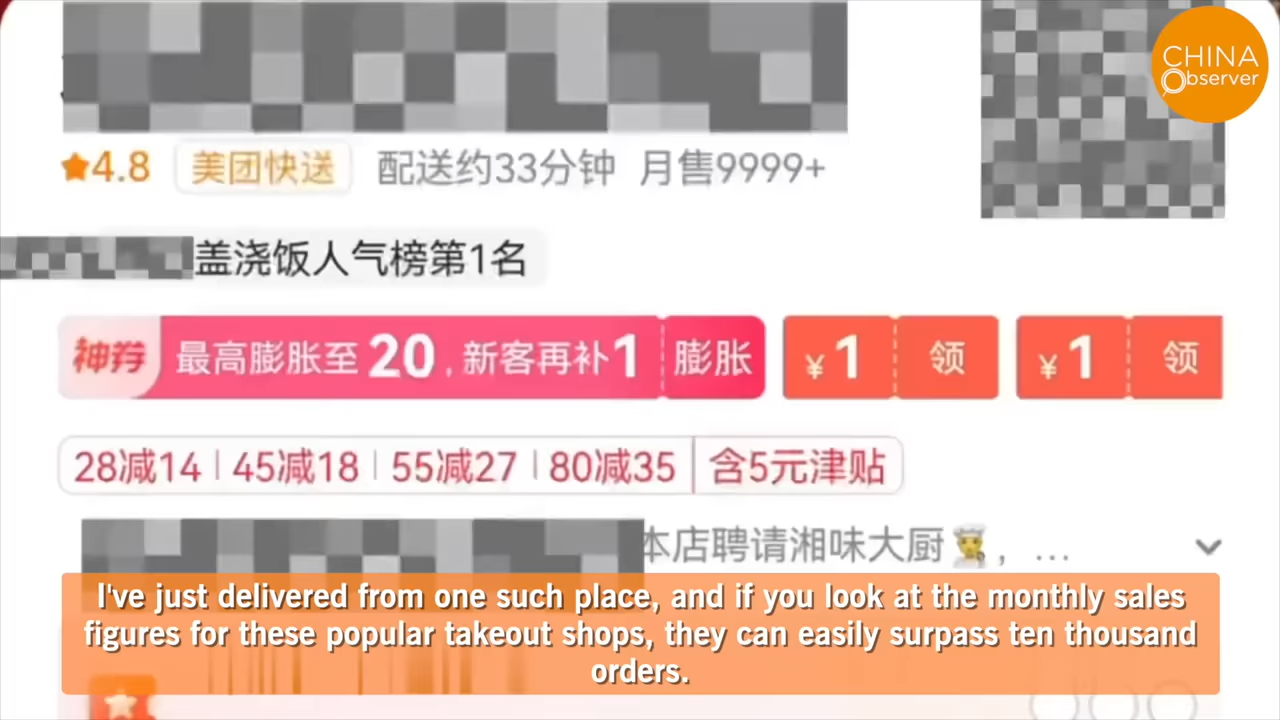 CHINA
Observer
4.8 美团快送 配送约33分钟 月售9999+
盖浇饭人气榜第1名
神券 最高膨胀至20，新客再补1 膨胀 ¥1 领 ¥1 领
28减14 45减18 55减27 80减35 含5元津贴
本店聘请湘味大厨👨‍🍳，...
I've just delivered from one such place, and if you look at the monthly sales
figures for these popular takeout shops, they can easily surpass ten thousand
orders.